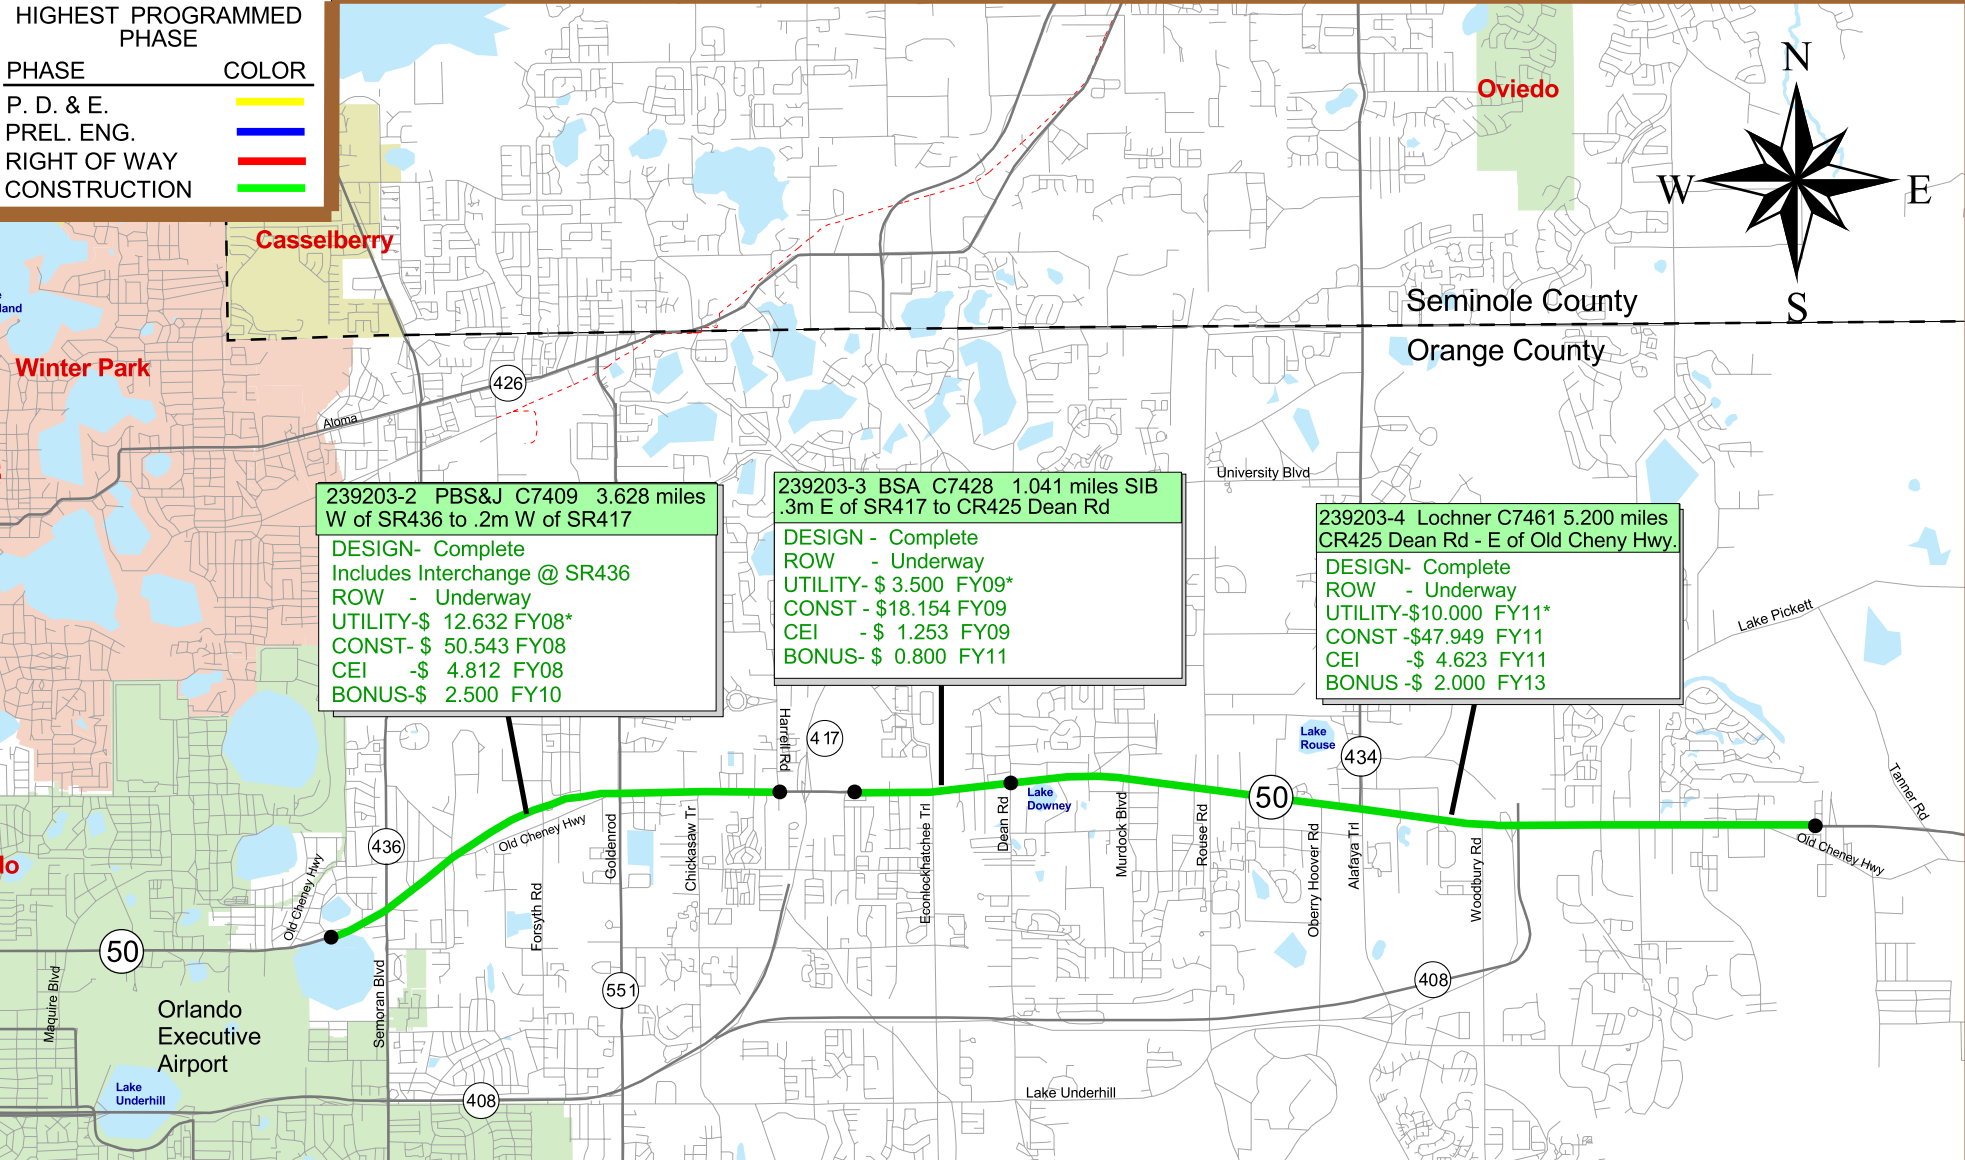 HIGHEST PROGRAMMED
PHASE
PHASE COLOR
P. D. & E.
PREL. ENG.
RIGHT OF WAY
CONSTRUCTION
N
W E
S
Oviedo
Casselberry
Seminole County
Orange County
land
Winter Park
426
Aloma
University Blvd
239203-2 PBS&J C7409 3.628 miles
W of SR436 to .2m W of SR417
DESIGN- Complete
Includes Interchange @ SR436
ROW - Underway
UTILITY-$ 12.632 FY08*
CONST- $ 50.543 FY08
CEI -$ 4.812 FY08
BONUS-$ 2.500 FY10
239203-3 BSA C7428 1.041 miles SIB
.3m E of SR417 to CR425 Dean Rd
DESIGN - Complete
ROW - Underway
UTILITY- $ 3.500 FY09*
CONST - $18.154 FY09
CEI - $ 1.253 FY09
BONUS- $ 0.800 FY11
239203-4 Lochner C7461 5.200 miles
CR425 Dean Rd - E of Old Cheny Hwy.
DESIGN- Complete
ROW - Underway
UTILITY-$10.000 FY11*
CONST -$47.949 FY11
CEI -$ 4.623 FY11
BONUS -$ 2.000 FY13
Lake Pickett
Tanner Rd
Harrell Rd
417
Lake
Rouse
434
50
Lake
Downey
Old Cheney Hwy
436
Old Cheney Hwy
Goldenrod
Chickasaw Tr
Econlockhatchee Trl
Dean Rd
Murdock Blvd
Rouse Rd
Oberry Hoover Rd
Alafaya Trl
Woodbury Rd
Old Cheney Hwy
lo
Forsyth Rd
50
Maquire Blvd
Semoran Blvd
551
408
Orlando
Executive
Airport
Lake
Underhill
408
Lake Underhill